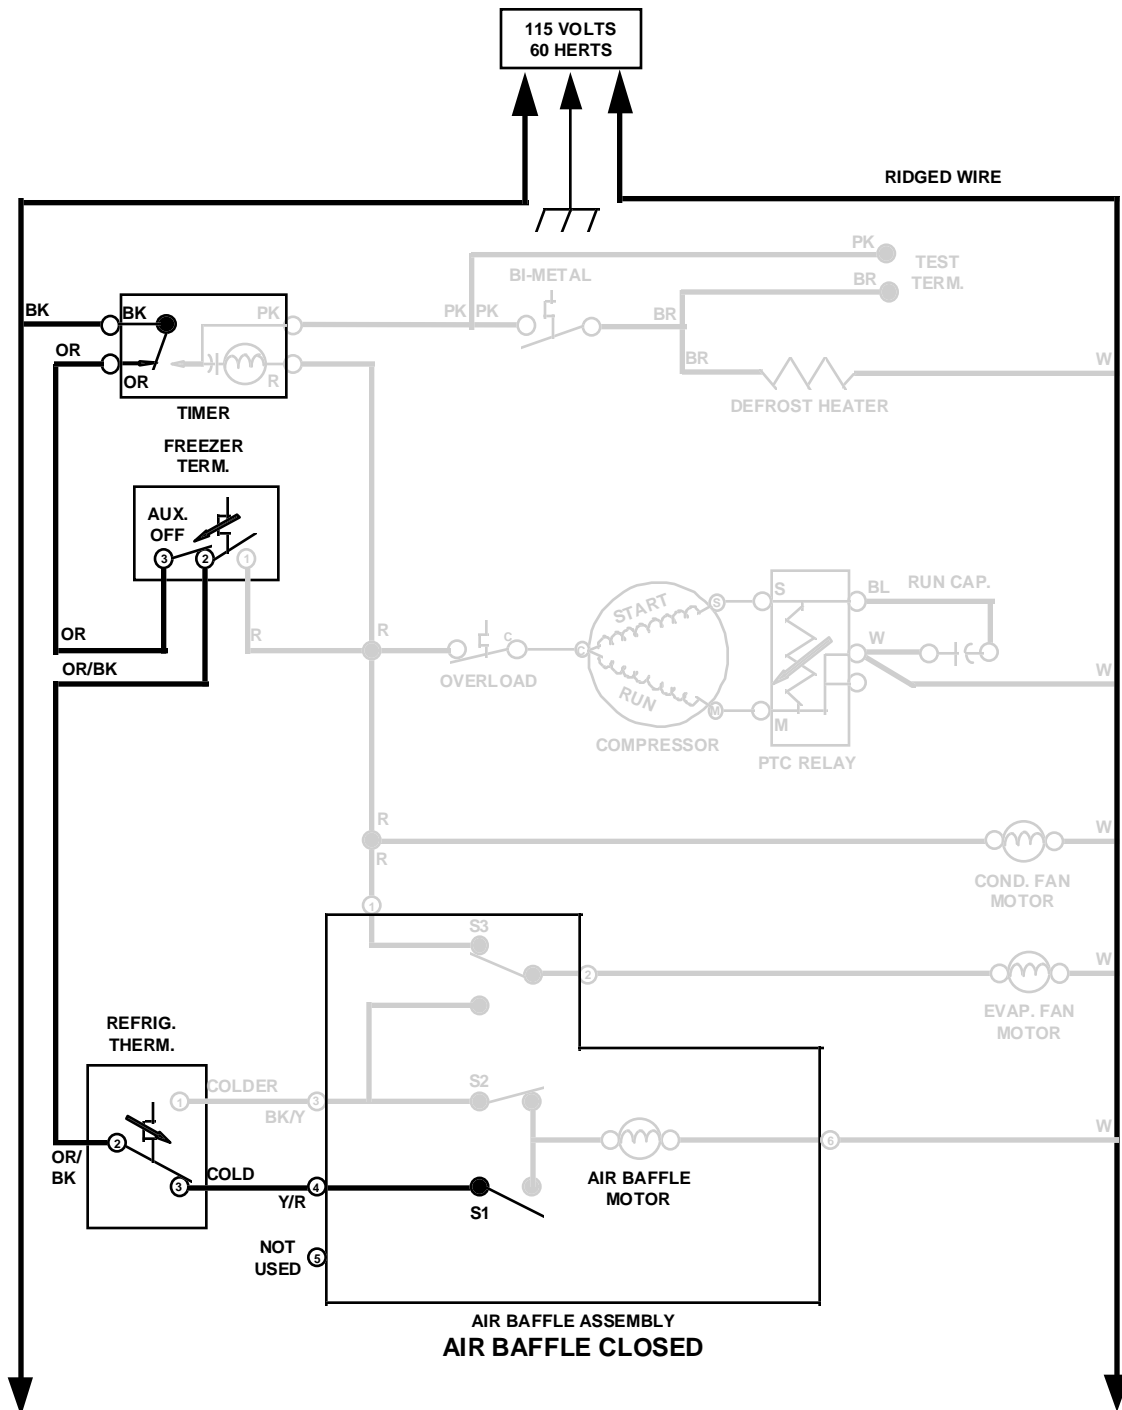 115 VOLTS
60 HERTS
RIDGED WIRE
PK
BI-METAL
TEST
TERM.
BR
BK
BK
PK
PK
PK
BR
OR
OR
R
BR
W
DEFROST HEATER
TIMER
FREEZER
TERM.
AUX.
OFF
3
2
1
S
BL
RUN CAP.
START
S
OR
R
R
C
C
W
OR/BK
OVERLOAD
RUN
M
M
W
COMPRESSOR
PTC RELAY
R
W
R
COND. FAN
MOTOR
1
S3
2
W
EVAP. FAN
MOTOR
REFRIG.
THERM.
1
COLDER
3
BK/Y
S2
2
6
W
OR/
BK
3
COLD
4
Y/R
S1
AIR BAFFLE
MOTOR
NOT
USED
5
AIR BAFFLE ASSEMBLY
AIR BAFFLE CLOSED